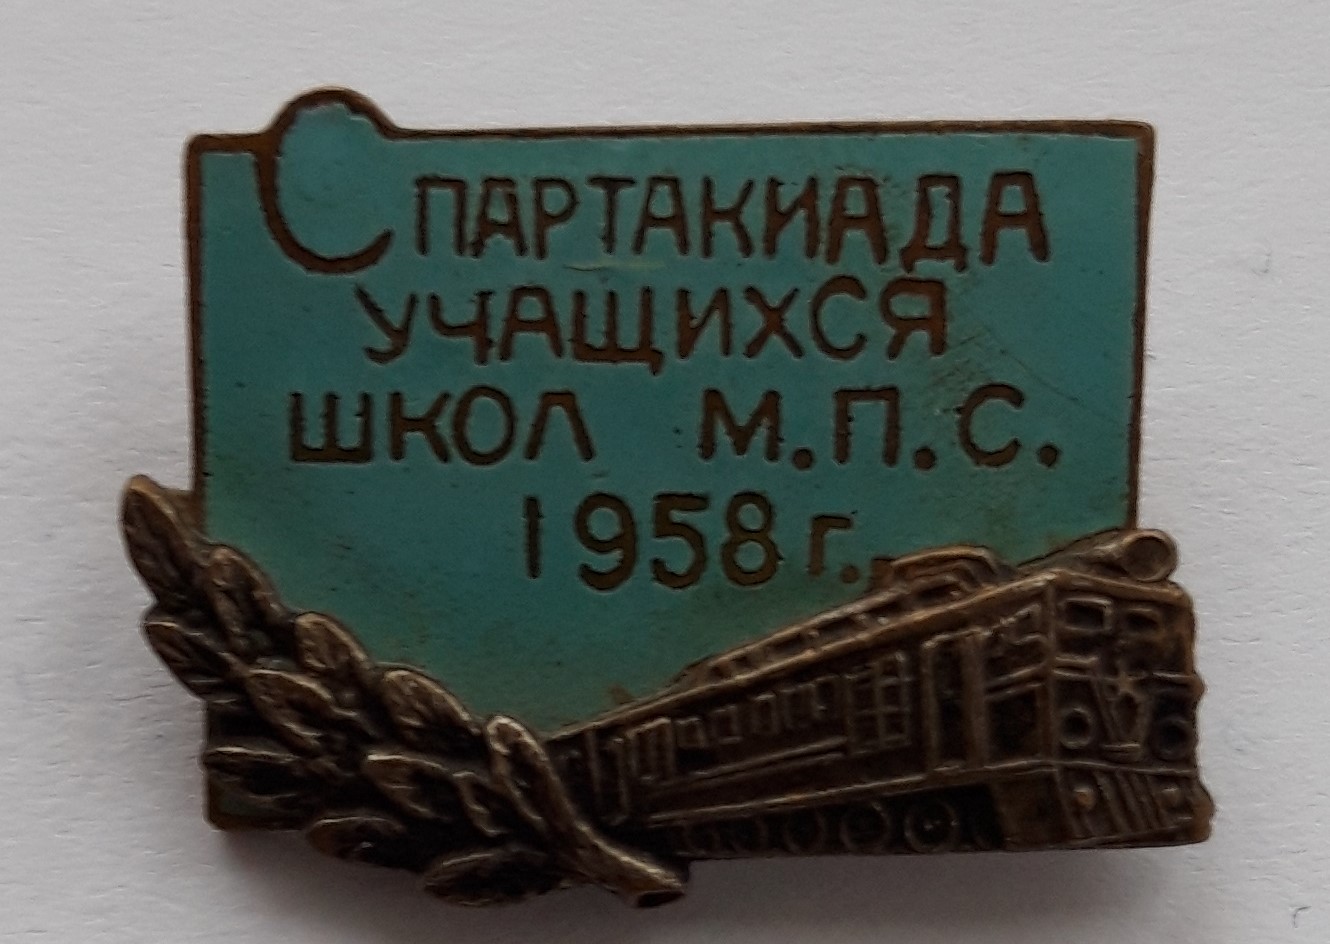 Спартакиада
учащихся
школ М.П.С.
1958 г.